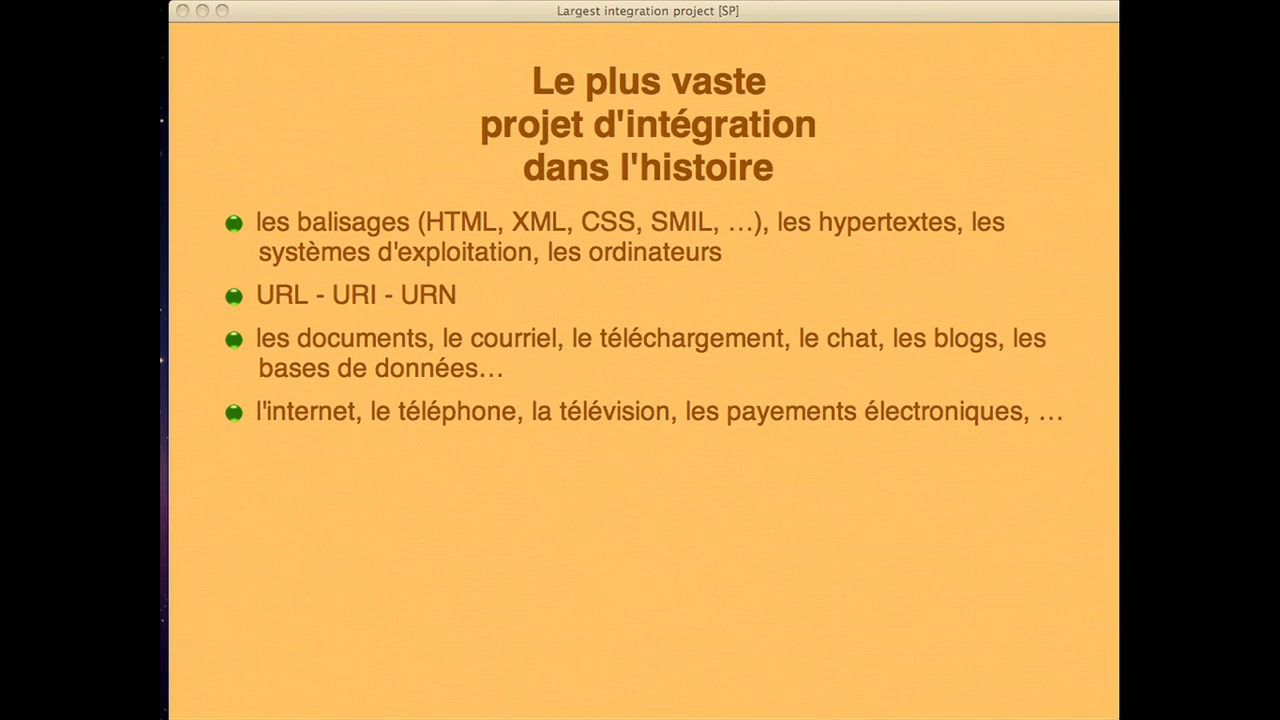 Largest integration project [SP]
Le plus vaste
projet d'intégration
dans l'histoire
les balisages (HTML, XML, CSS, SMIL, …), les hypertextes, les
systèmes d'exploitation, les ordinateurs
URL - URI - URN
les documents, le courriel, le téléchargement, le chat, les blogs, les
bases de données…
l'internet, le téléphone, la télévision, les payements électroniques, …